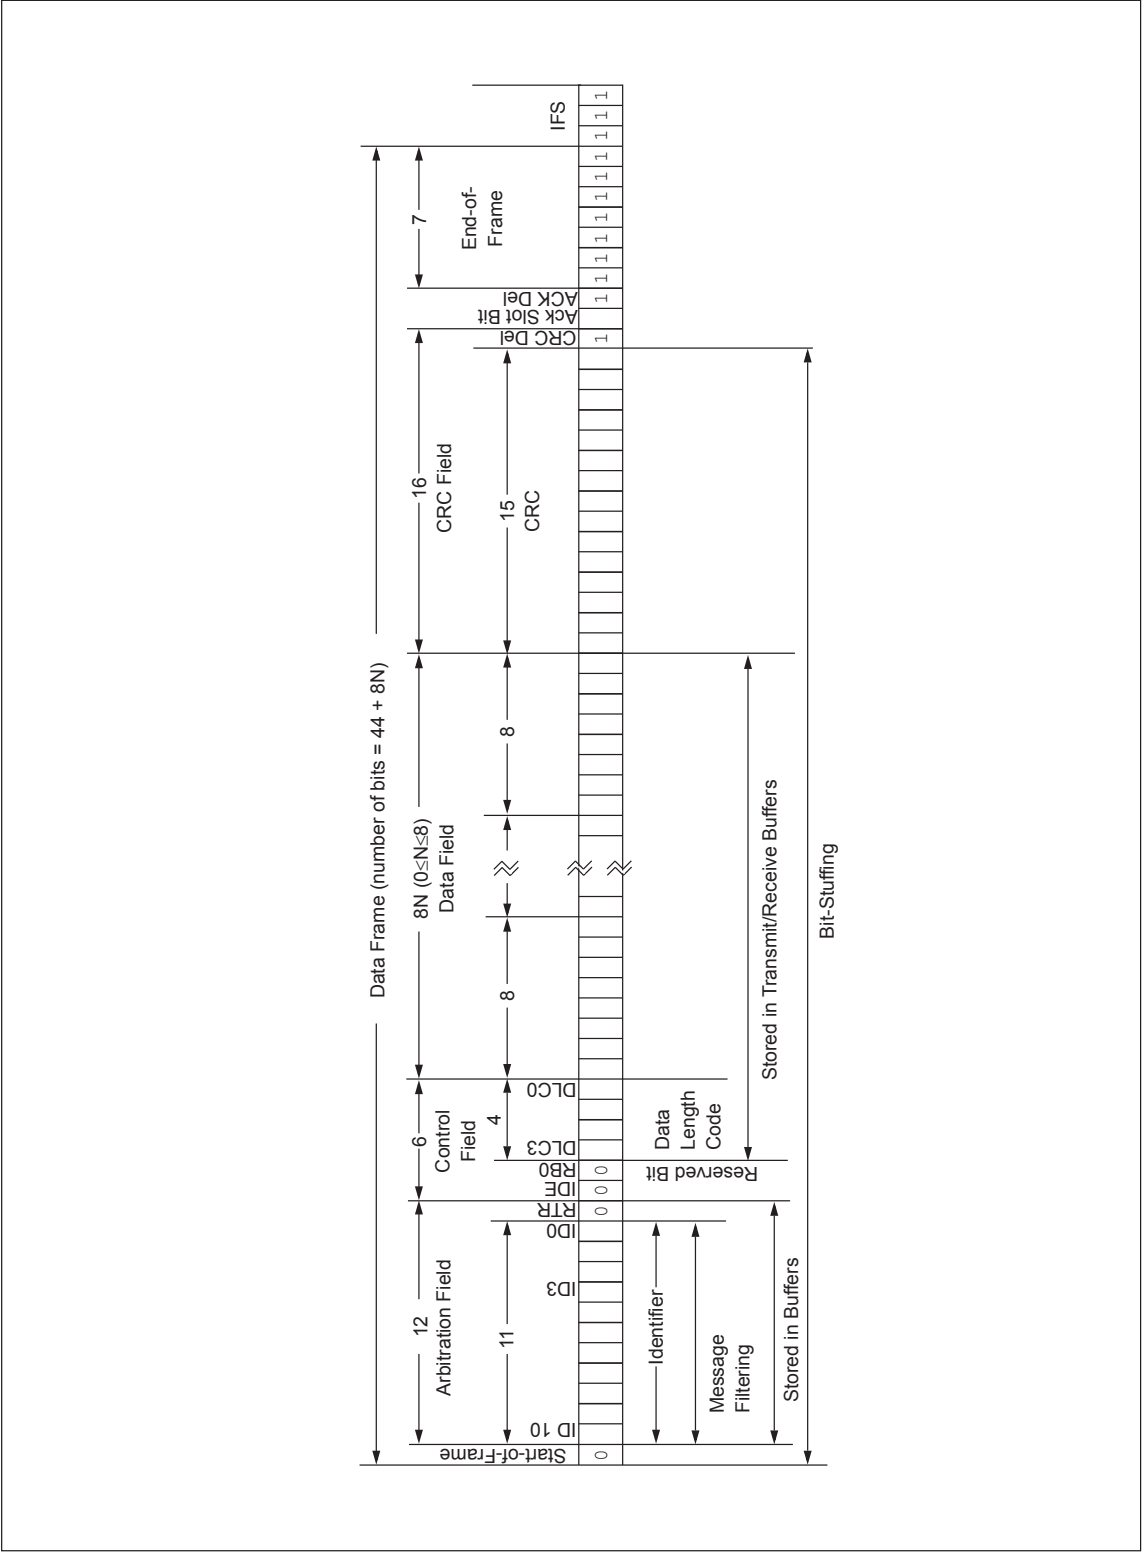 Data Frame (number of bits = 44 + 8N)
12
Arbitration Field
6
Control
Field
8N (0≤N≤8)
Data Field
16
CRC Field
7
End-of-
Frame
IFS
11
4
8
8
15
CRC
Start-of-Frame
ID 10
ID3
ID0
RTR
IDE
RB0
DLC3
DLC0
CRC Del
Ack Slot Bit
ACK Del
0
0
0
0
1
1
1
1
1
1
1
1
1
1
1
1
Identifier
Message
Filtering
Stored in Buffers
Reserved Bit
Data
Length
Code
Stored in Transmit/Receive Buffers
Bit-Stuffing